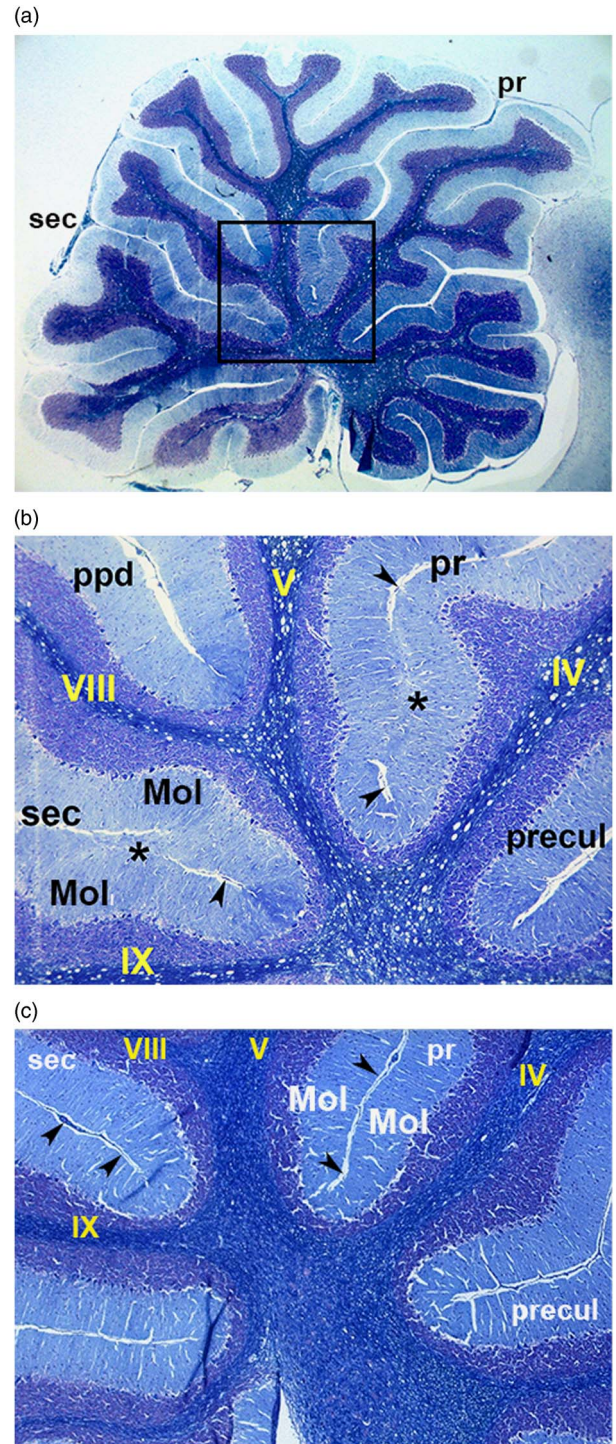 (a)
pr
sec
(b)
ppd
V
pr
VIII
*
IV
Mol
sec
*
precul
Mol
IX
(c)
sec
VIII
V
pr
IV
Mol
Mol
IX
precul